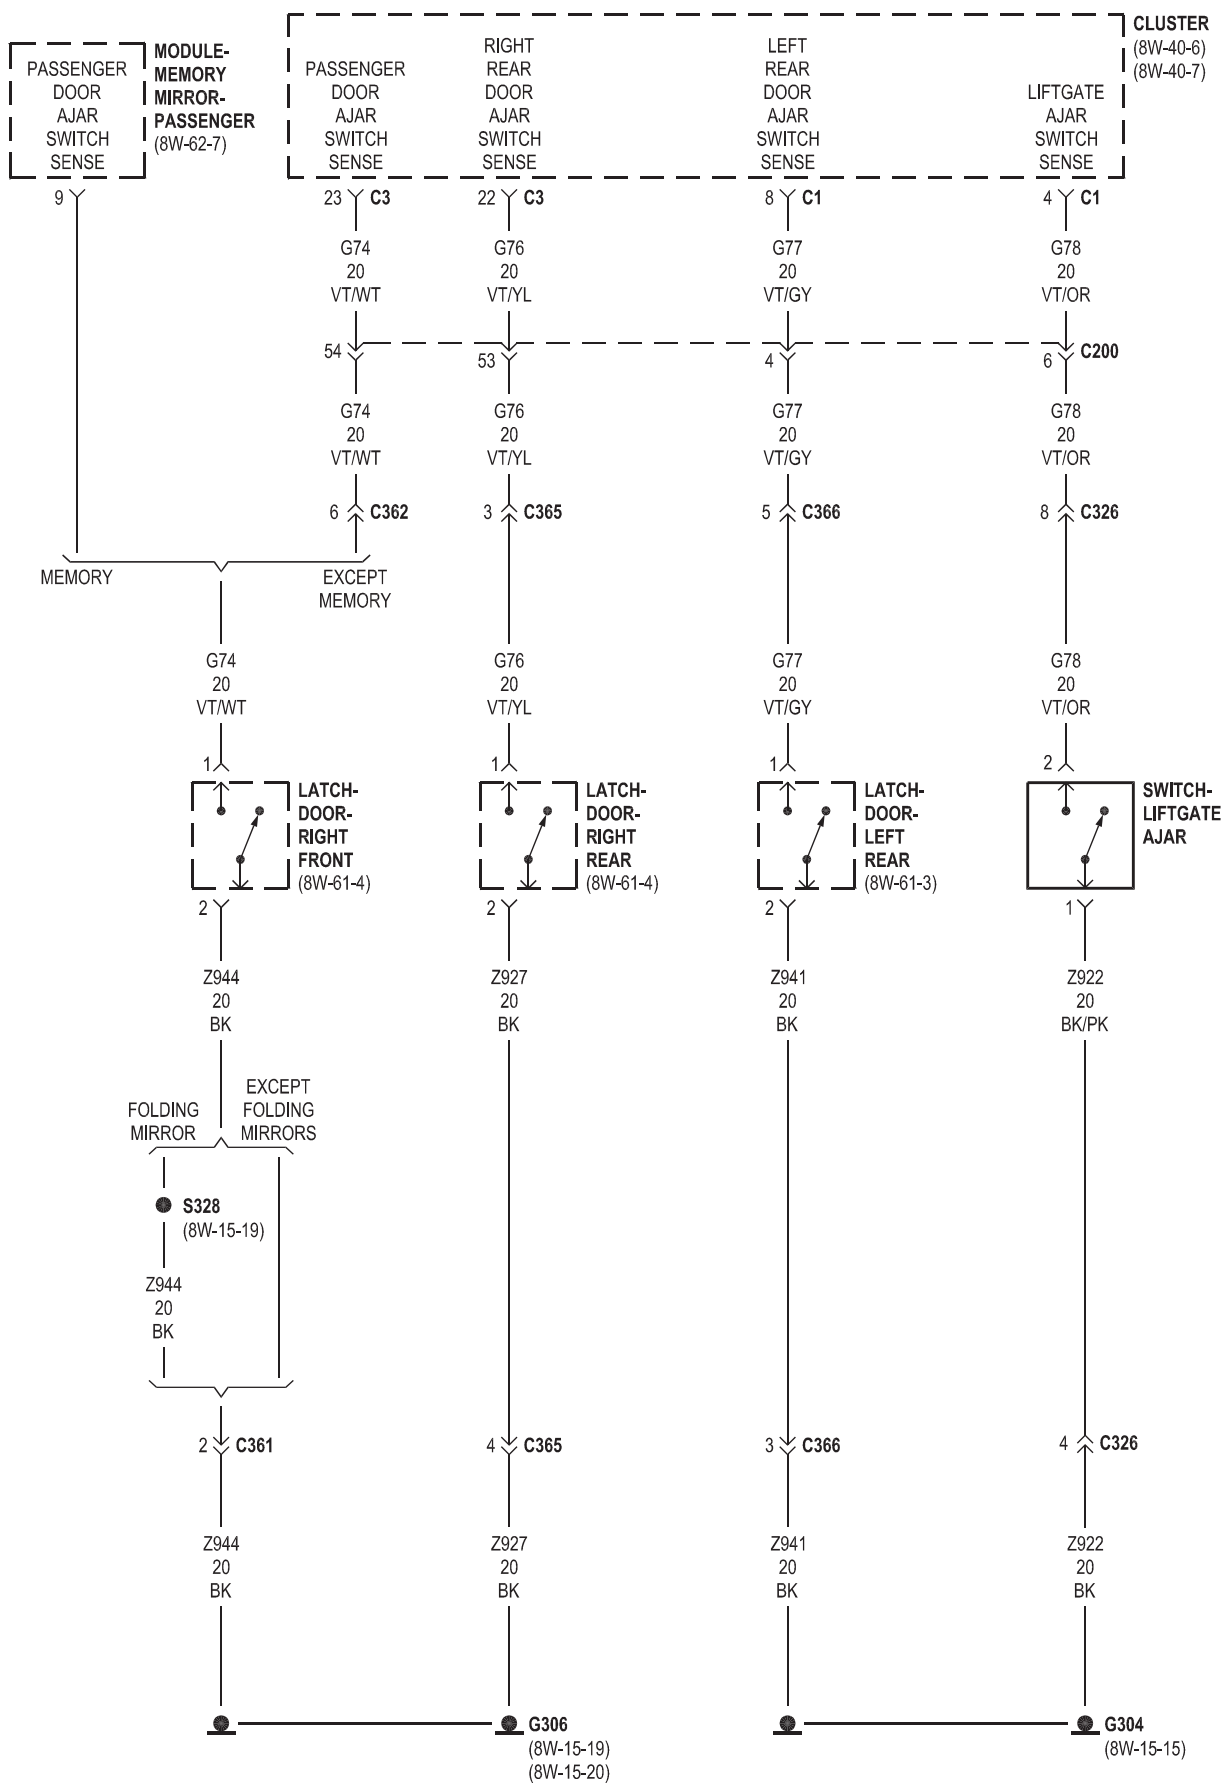 MODULE-
MEMORY
MIRROR-
PASSENGER
(8W-62-7)
PASSENGER
DOOR
AJAR
SWITCH
SENSE
PASSENGER
DOOR
AJAR
SWITCH
SENSE
RIGHT
REAR
DOOR
AJAR
SWITCH
SENSE
LEFT
REAR
DOOR
AJAR
SWITCH
SENSE
LIFTGATE
AJAR
SWITCH
SENSE
CLUSTER
(8W-40-6)
(8W-40-7)
9
23 C3
22 C3
8 C1
4 C1
G74
20
VT/WT
G76
20
VT/YL
G77
20
VT/GY
G78
20
VT/OR
54
53
4
6 C200
G74
20
VT/WT
G76
20
VT/YL
G77
20
VT/GY
G78
20
VT/OR
6 C362
3 C365
5 C366
8 C326
MEMORY
EXCEPT
MEMORY
G74
20
VT/WT
G76
20
VT/YL
G77
20
VT/GY
G78
20
VT/OR
1
1
1
2
LATCH-
DOOR-
RIGHT
FRONT
(8W-61-4)
LATCH-
DOOR-
RIGHT
REAR
(8W-61-4)
LATCH-
DOOR-
LEFT
REAR
(8W-61-3)
SWITCH-
LIFTGATE
AJAR
2
2
2
1
Z944
20
BK
Z927
20
BK
Z941
20
BK
Z922
20
BK/PK
FOLDING
MIRROR
EXCEPT
FOLDING
MIRRORS
S328
(8W-15-19)
Z944
20
BK
2 C361
4 C365
3 C366
4 C326
Z944
20
BK
Z927
20
BK
Z941
20
BK
Z922
20
BK
G306
(8W-15-19)
(8W-15-20)
G304
(8W-15-15)